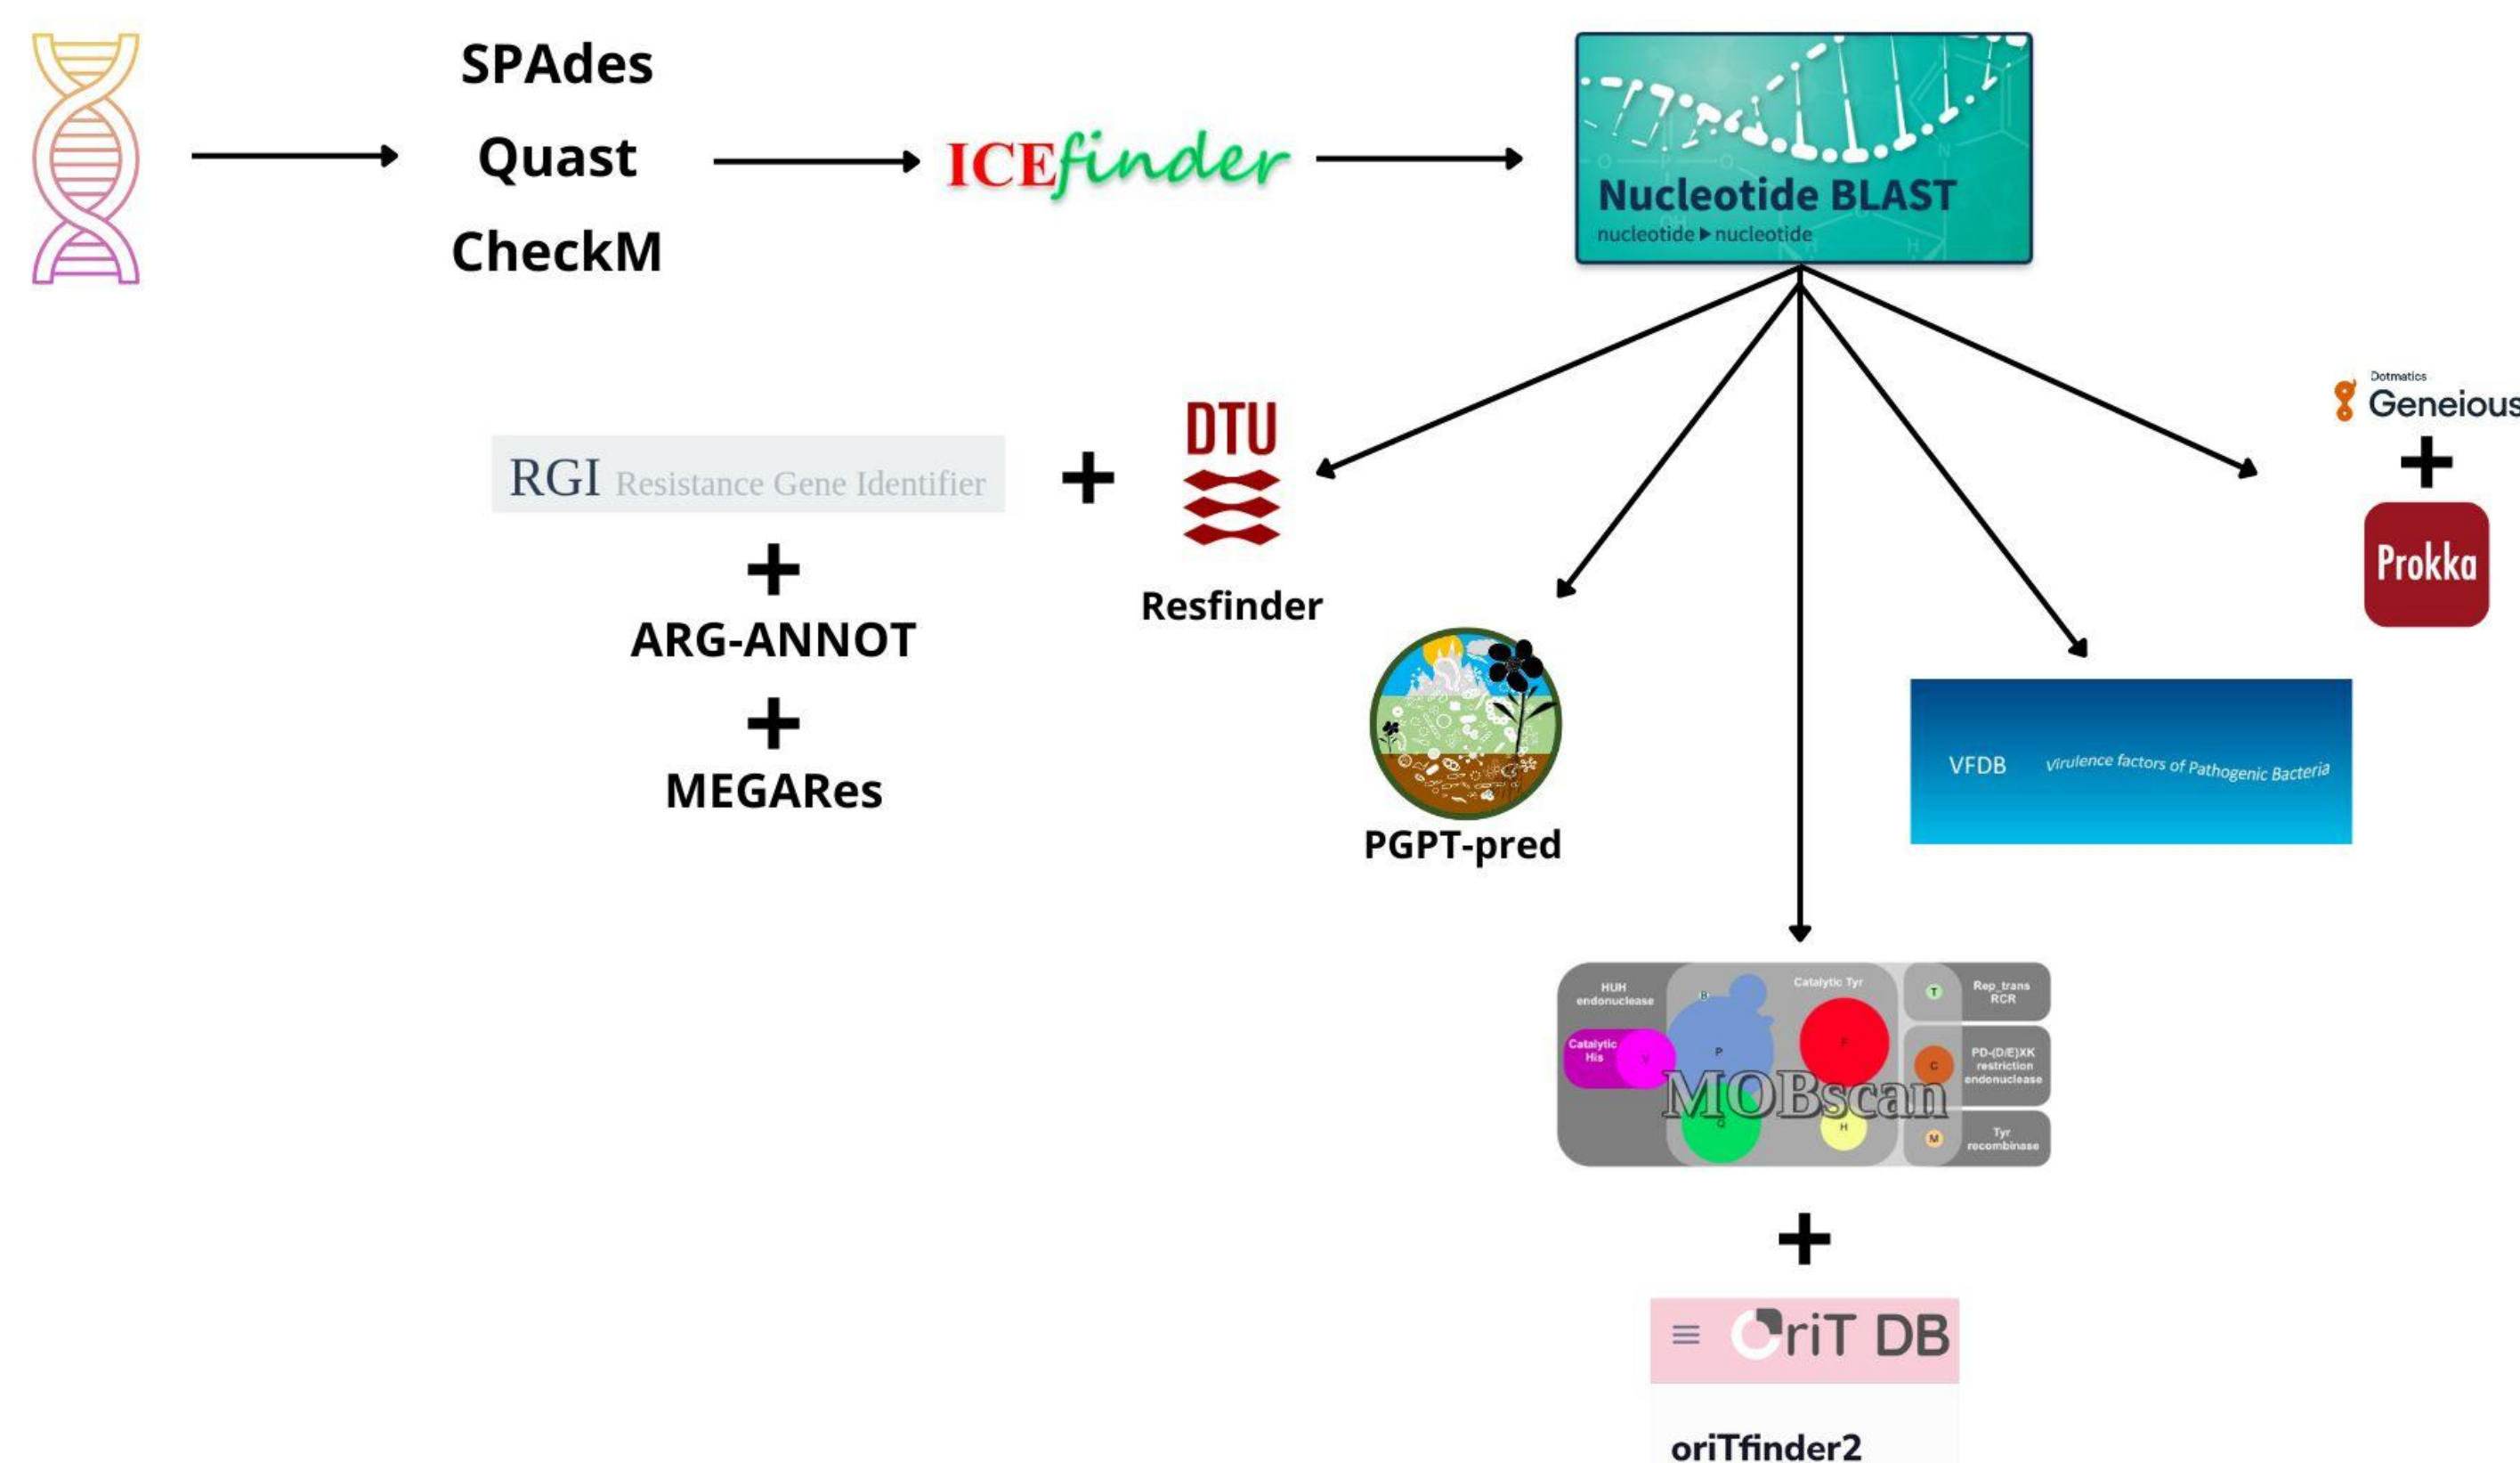 SPAdes
Quast
CheckM
ICEfinder
Nucleotide BLAST
nucleotide ▶ nucleotide
RGI Resistance Gene Identifier
+
ARG-ANNOT
+
MEGARes
+
DTU
Resfinder
PGPT-pred
Dotmatics
Geneious
+
Prokka
VFDB Virulence factors of Pathogenic Bacteria
HUH
endonuclease
Catalytic
His
V
B
P
Q
Catalytic Tyr
F
H
MOBscan
T
Rep_trans
RCR
C
PD-(D/E)XK
restriction
endonuclease
M
Tyr
recombinase
+
OriT DB
oriTfinder2